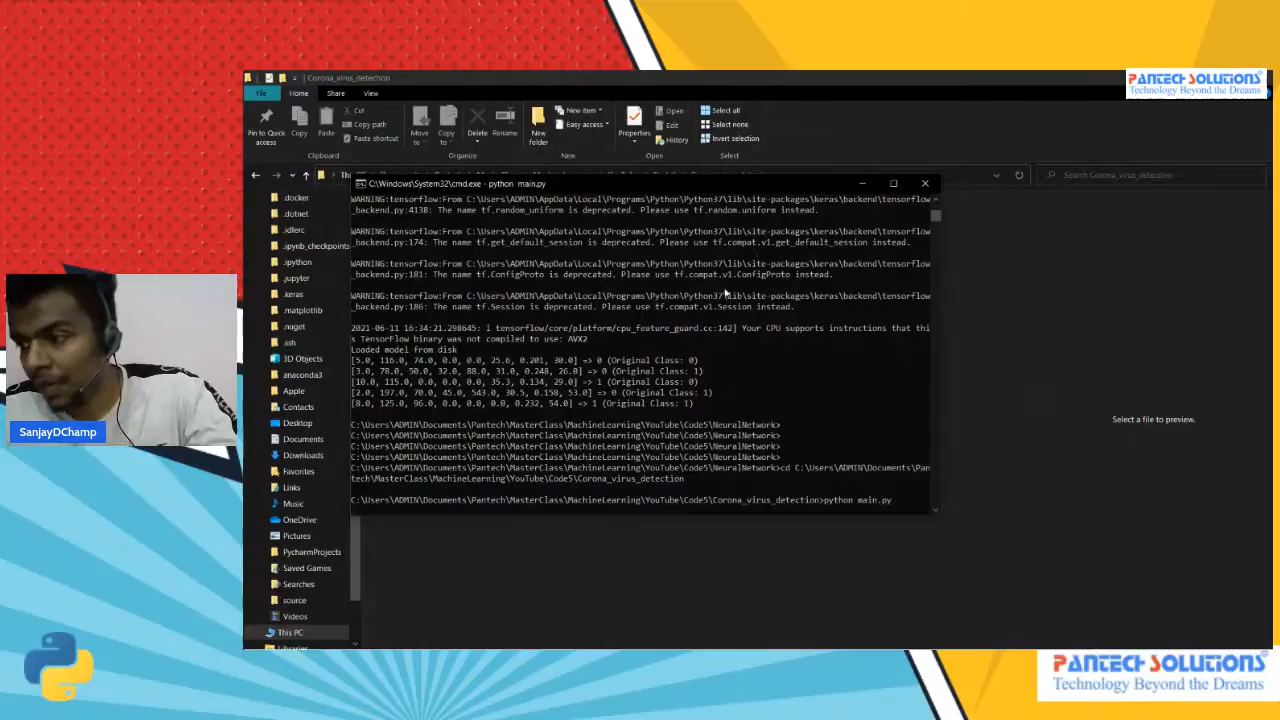 Corona_virus_detection
PANTECH SOLUTIONS
Technology Beyond the Dreams
File Home Share View
Pin to Quick access
Copy
Paste
Cut
Copy path
Paste shortcut
Clipboard
Move to
Copy to
Delete
Rename
Organize
New folder
New item
Easy access
New
Properties
Open
Edit
History
Open
Select all
Select none
Invert selection
Select
Search Corona_virus_detection
C:\Windows\System32\cmd.exe - python main.py
WARNING:tensorflow:From C:\Users\ADMIN\AppData\Local\Programs\Python\Python37\lib\site-packages\keras\backend\tensorflow
_backend.py:4138: The name tf.random_uniform is deprecated. Please use tf.random.uniform instead.
WARNING:tensorflow:From C:\Users\ADMIN\AppData\Local\Programs\Python\Python37\lib\site-packages\keras\backend\tensorflow
_backend.py:174: The name tf.get_default_session is deprecated. Please use tf.compat.v1.get_default_session instead.
WARNING:tensorflow:From C:\Users\ADMIN\AppData\Local\Programs\Python\Python37\lib\site-packages\keras\backend\tensorflow
_backend.py:181: The name tf.ConfigProto is deprecated. Please use tf.compat.v1.ConfigProto instead.
WARNING:tensorflow:From C:\Users\ADMIN\AppData\Local\Programs\Python\Python37\lib\site-packages\keras\backend\tensorflow
_backend.py:186: The name tf.Session is deprecated. Please use tf.compat.v1.Session instead.
2021-06-11 16:34:21.298645: I tensorflow/core/platform/cpu_feature_guard.cc:142] Your CPU supports instructions that thi
s TensorFlow binary was not compiled to use: AVX2
Loaded model from disk
[5.0, 116.0, 74.0, 0.0, 0.0, 25.6, 0.201, 30.0] => 0 (Original Class: 0)
[3.0, 78.0, 50.0, 32.0, 88.0, 31.0, 0.248, 26.0] => 0 (Original Class: 1)
[10.0, 115.0, 0.0, 0.0, 0.0, 35.3, 0.134, 29.0] => 1 (Original Class: 0)
[2.0, 197.0, 70.0, 45.0, 543.0, 30.5, 0.158, 53.0] => 0 (Original Class: 1)
[8.0, 125.0, 96.0, 0.0, 0.0, 0.0, 0.232, 54.0] => 1 (Original Class: 1)
C:\Users\ADMIN\Documents\Pantech\MasterClass\MachineLearning\YouTube\Code5\NeuralNetwork>
C:\Users\ADMIN\Documents\Pantech\MasterClass\MachineLearning\YouTube\Code5\NeuralNetwork>
C:\Users\ADMIN\Documents\Pantech\MasterClass\MachineLearning\YouTube\Code5\NeuralNetwork>
C:\Users\ADMIN\Documents\Pantech\MasterClass\MachineLearning\YouTube\Code5\NeuralNetwork>
C:\Users\ADMIN\Documents\Pantech\MasterClass\MachineLearning\YouTube\Code5\NeuralNetwork>cd C:\Users\ADMIN\Documents\Pan
tech\MasterClass\MachineLearning\YouTube\Code5\Corona_virus_detection
C:\Users\ADMIN\Documents\Pantech\MasterClass\MachineLearning\YouTube\Code5\Corona_virus_detection>python main.py
.docker
.dotnet
.idlerc
.ipynb_checkpoints
.ipython
.jupyter
.keras
.matplotlib
.nuget
.ssh
3D Objects
anaconda3
Apple
Contacts
Desktop
Documents
Downloads
Favorites
Links
Music
OneDrive
Pictures
PycharmProjects
Saved Games
Searches
source
Videos
This PC
Libraries
Select a file to preview.
SanjayDChamp
PANTECH SOLUTIONS
Technology Beyond the Dreams